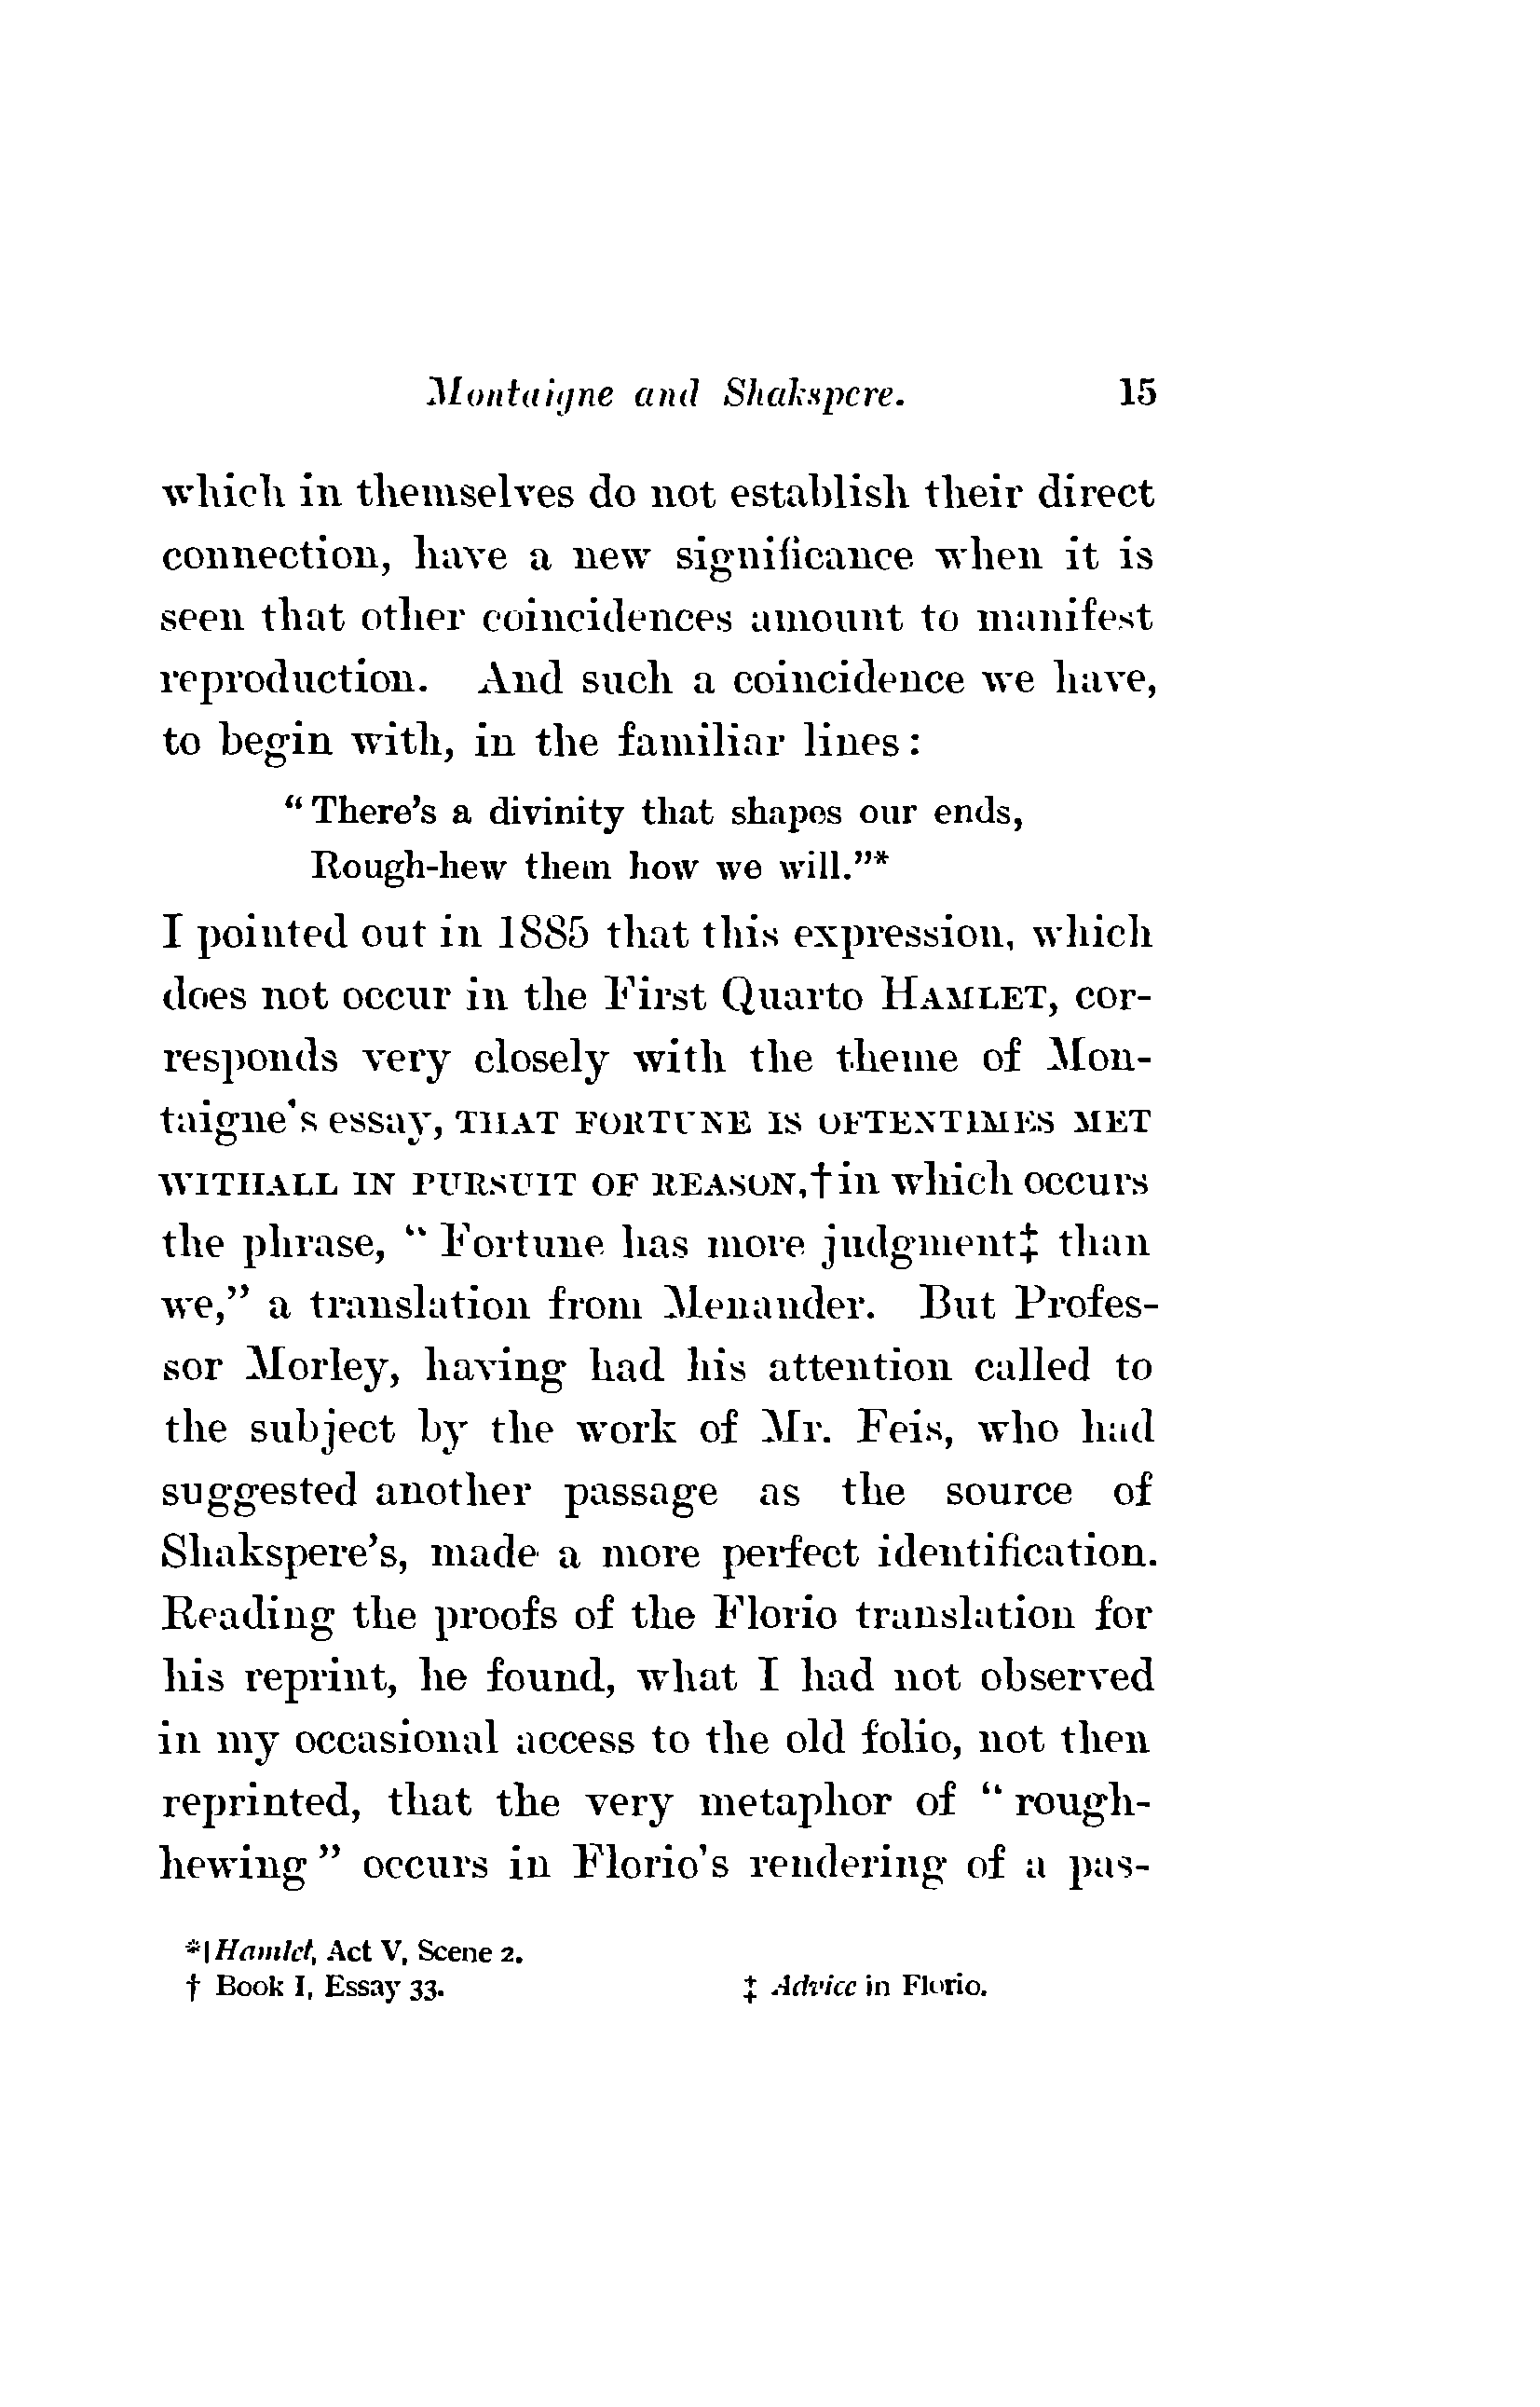 Montaigne and Shakspere. 15
which in themselves do not establish their direct
connection, have a new significance when it is
seen that other coincidences amount to manifest
reproduction. And such a coincidence we have,
to begin with, in the familiar lines :
“ There’s a divinity that shapes our ends,
Rough-hew them how we will.”*
I pointed out in 1885 that this expression, which
does not occur in the First Quarto HAMLET, cor-
responds very closely with the theme of Mon-
taigne’s essay, THAT FORTUNE IS OFTENTIMES MET
WITHALL IN PURSUIT OF REASON,† in which occurs
the phrase, “ Fortune has more judgment‡ than
we,” a translation from Menander. But Profes-
sor Morley, having had his attention called to
the subject by the work of Mr. Feis, who had
suggested another passage as the source of
Shakspere’s, made a more perfect identification.
Reading the proofs of the Florio translation for
his reprint, he found, what I had not observed
in my occasional access to the old folio, not then
reprinted, that the very metaphor of “ rough-
hewing ” occurs in Florio’s rendering of a pas-
* Hamlet, Act V, Scene 2.
† Book I, Essay 33. ‡ Advice in Florio.